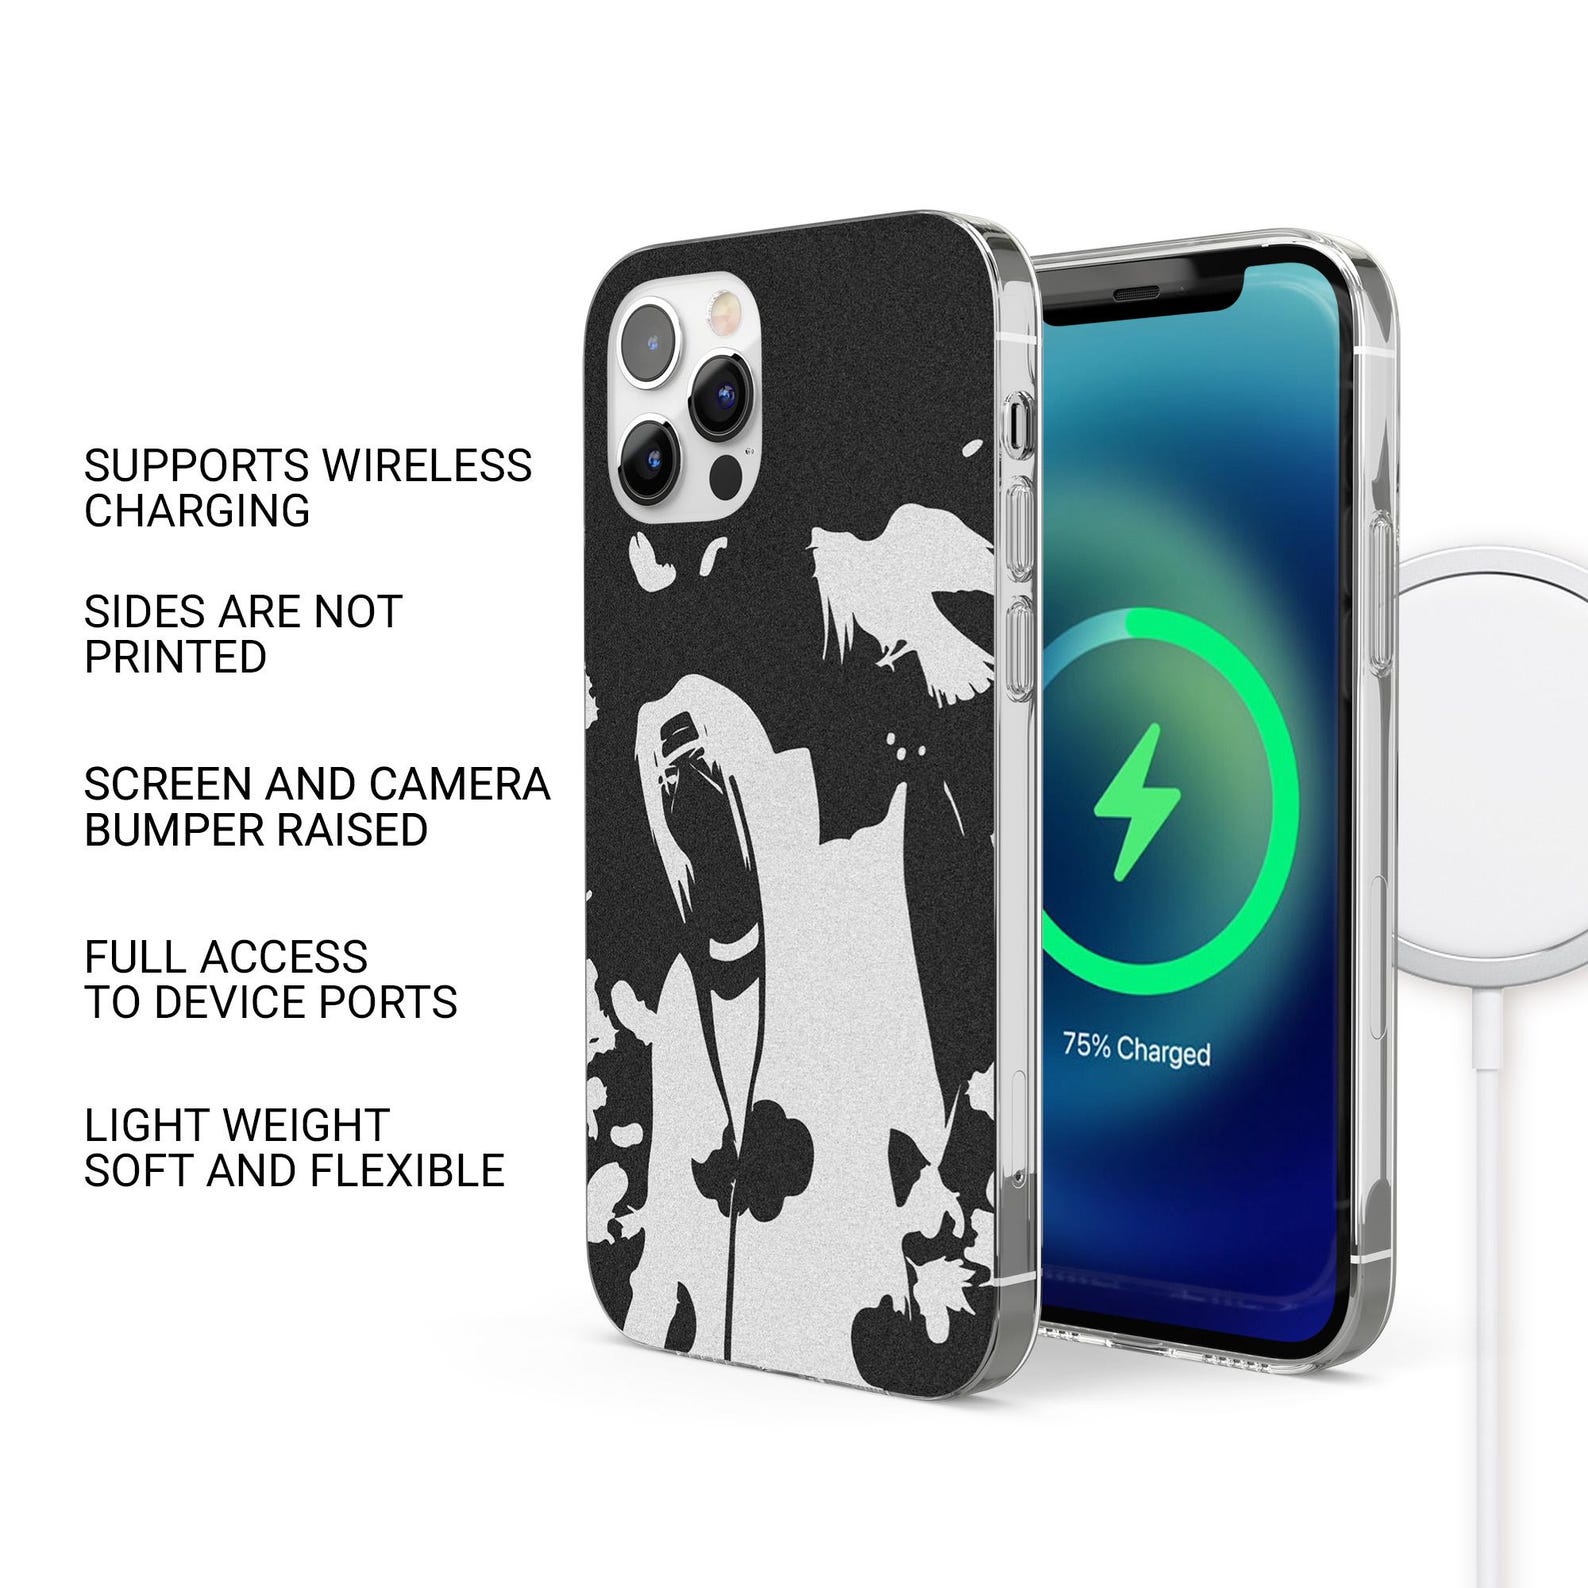 SUPPORTS WIRELESS
CHARGING
SIDES ARE NOT
PRINTED
SCREEN AND CAMERA
BUMPER RAISED
FULL ACCESS
TO DEVICE PORTS
LIGHT WEIGHT
SOFT AND FLEXIBLE
75% Charged